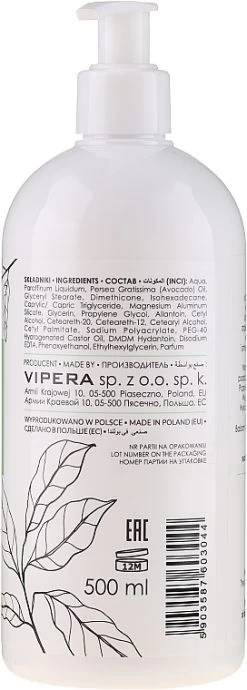 SKŁADNIKI • INGREDIENTS • СОСТАВ • المكونات (INCI): Aqua,
Paraffinum Liquidum, Persea Gratissima (Avocado) Oil,
Glyceryl Stearate, Dimethicone, Isohexadecane,
Caprylic/ Capric Triglyceride, Magnesium Aluminum
Silicate, Glycerin, Propylene Glycol, Allantoin, Cetyl
Alcohol, Ceteareth-20, Ceteareth-12, Cetearyl Alcohol,
Cetyl Palmitate, Sodium Polyacrylate, PEG-40
Hydrogenated Castor Oil, DMDM Hydantoin, Disodium
EDTA, Phenoxyethanol, Ethylhexylglycerin, Parfum
PRODUCENT • MADE BY • ПРОИЗВОДИТЕЛЬ • صنع بواسطة
VIPERA sp. z o.o. sp. k.
Armii Krajowej 10, 05-500 Piaseczno, Poland, EU
Армии Краевой 10, 05-500 Пясечно, Польша, ЕС
WYPRODUKOWANO W POLSCE • MADE IN POLAND (EU)
СДЕЛАНО В ПОЛЬШЕ (ЕС) • صنعي في بولندا
NR PARTII NA OPAKOWANIU
LOT NUMBER ON THE PACKAGING
НОМЕР ПАРТИИ НА УПАКОВКЕ
EAC
12M
500 ml
5903587603044